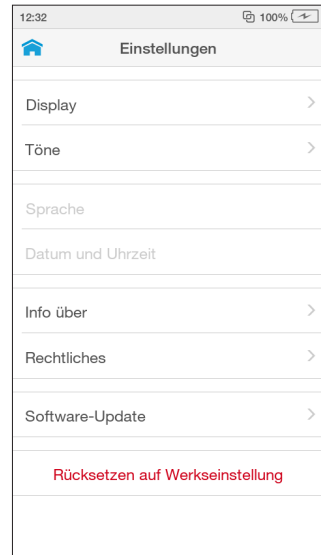 12:32 100%
Einstellungen
Display
Töne
Sprache
Datum und Uhrzeit
Info über
Rechtliches
Software-Update
Rücksetzen auf Werkseinstellung